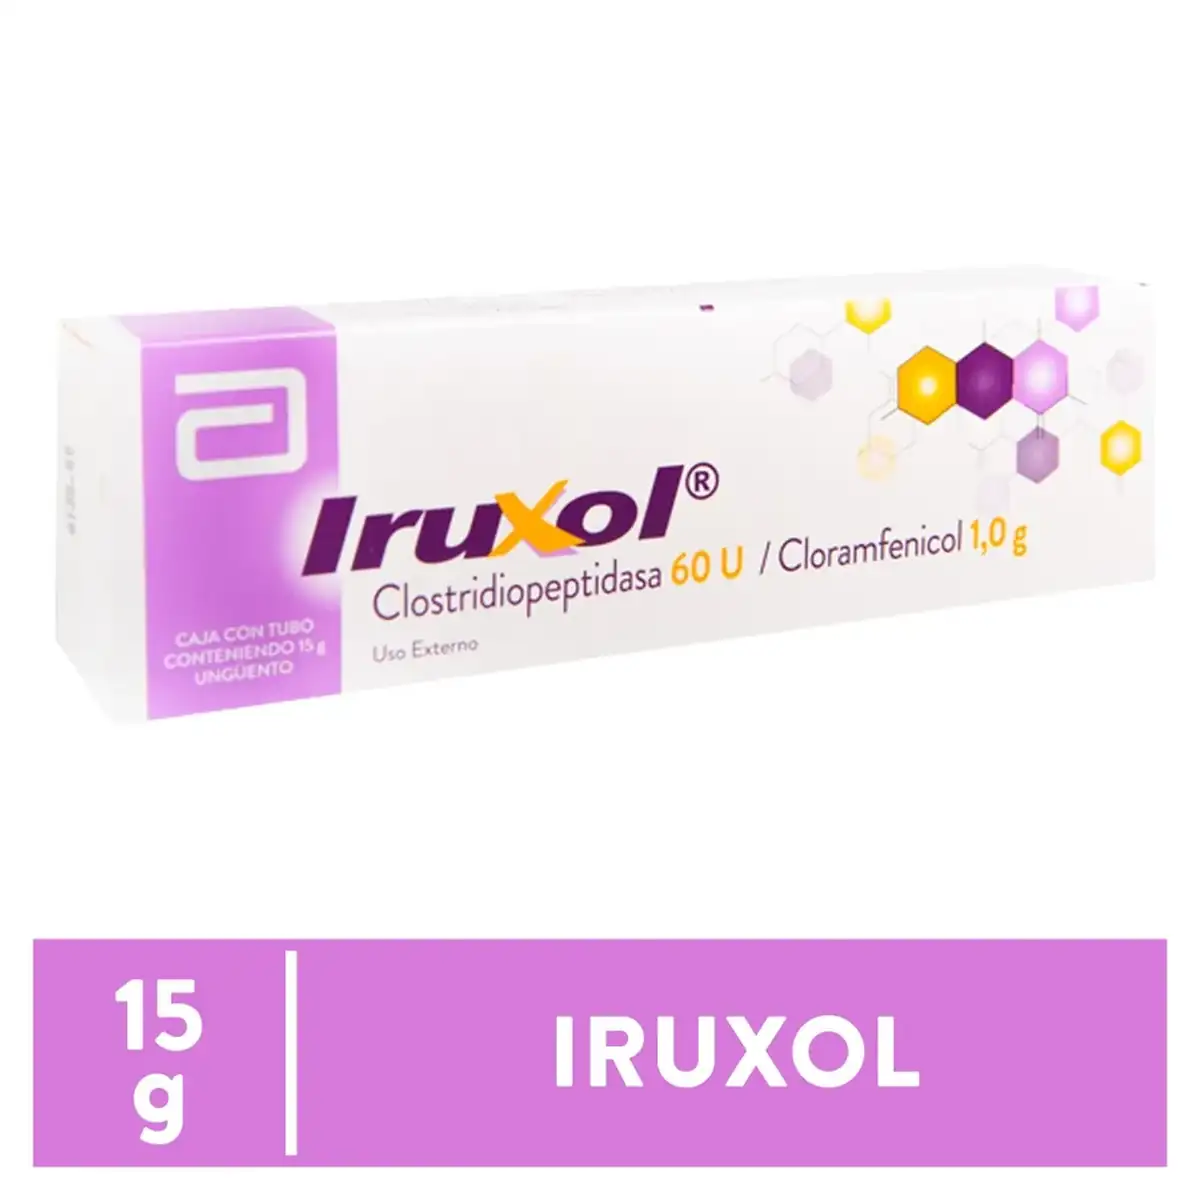 Iruxol®
Clostridiopeptidasa 60 U / Cloramfenicol 1,0 g
Uso Externo
CAJA CON TUBO
CONTENIENDO 15 g
UNGÜENTO
15
g
IRUXOL